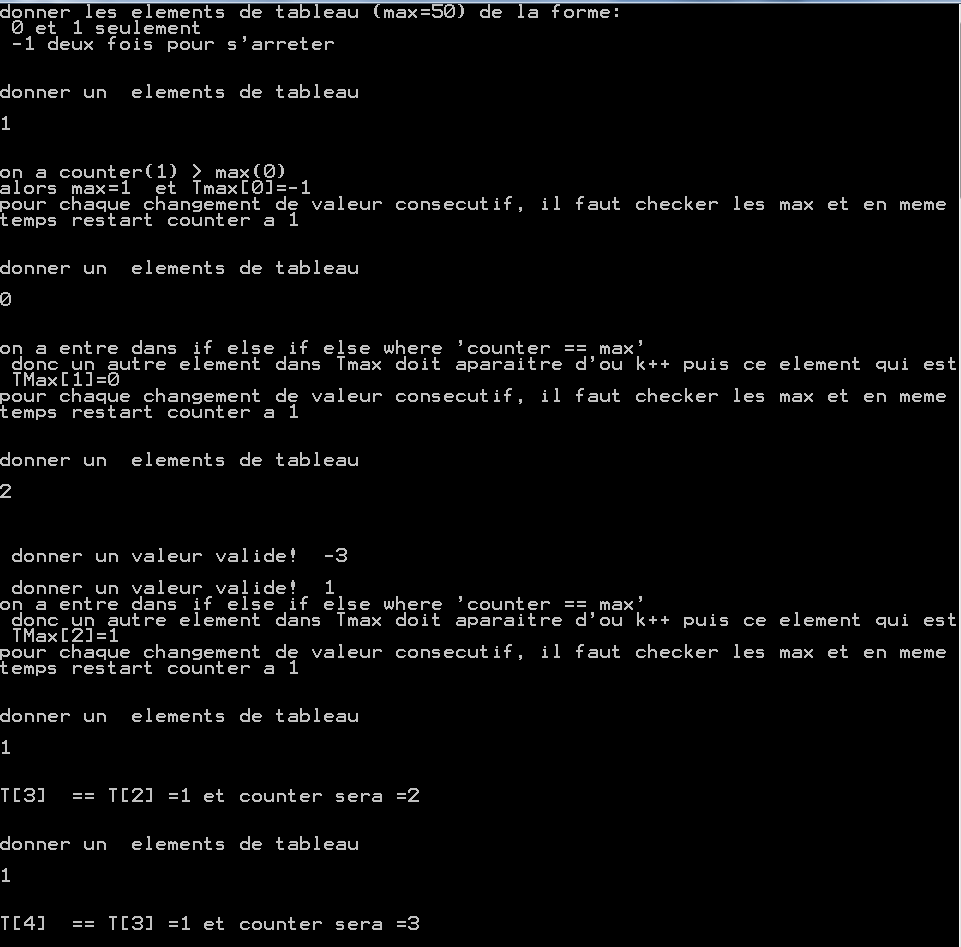 donner les elements de tableau (max=50) de la forme:
0 et 1 seulement
-1 deux fois pour s'arreter
donner un  elements de tableau
1
on a counter(1) > max(0)
alors max=1  et Tmax[0]=-1
pour chaque changement de valeur consecutif, il faut checker les max et en meme
temps restart counter a 1
donner un  elements de tableau
0
on a entre dans if else if else where 'counter == max'
donc un autre element dans Tmax doit aparaitre d'ou k++ puis ce element qui est
TMax[1]=0
pour chaque changement de valeur consecutif, il faut checker les max et en meme
temps restart counter a 1
donner un  elements de tableau
2
donner un valeur valide!  -3
donner un valeur valide!  1
on a entre dans if else if else where 'counter == max'
donc un autre element dans Tmax doit aparaitre d'ou k++ puis ce element qui est
TMax[2]=1
pour chaque changement de valeur consecutif, il faut checker les max et en meme
temps restart counter a 1
donner un  elements de tableau
1
T[3]  == T[2] =1 et counter sera =2
donner un  elements de tableau
1
T[4]  == T[3] =1 et counter sera =3